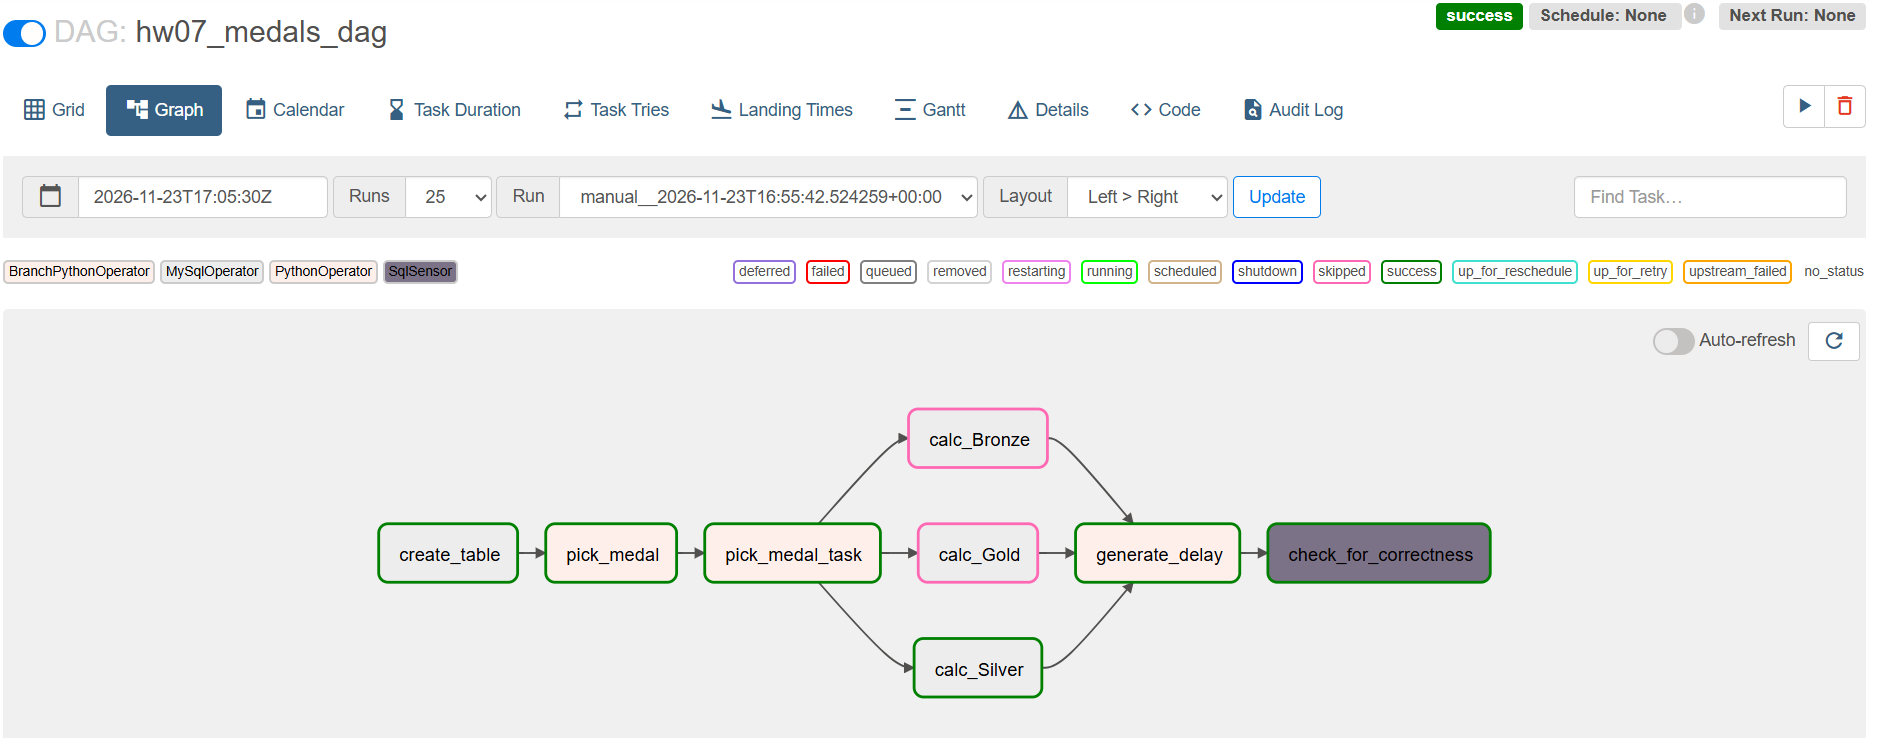 DAG: hw07_medals_dag
success Schedule: None Next Run: None
Grid Graph Calendar Task Duration Task Tries Landing Times Gantt Details Code Audit Log
2026-11-23T17:05:30Z Runs 25 Run manual__2026-11-23T16:55:42.524259+00:00 Layout Left > Right Update Find Task…
BranchPythonOperator MySqlOperator PythonOperator SqlSensor deferred failed queued removed restarting running scheduled shutdown skipped success up_for_reschedule up_for_retry upstream_failed no_status
Auto-refresh
calc_Bronze
create_table pick_medal pick_medal_task calc_Gold generate_delay check_for_correctness
calc_Silver